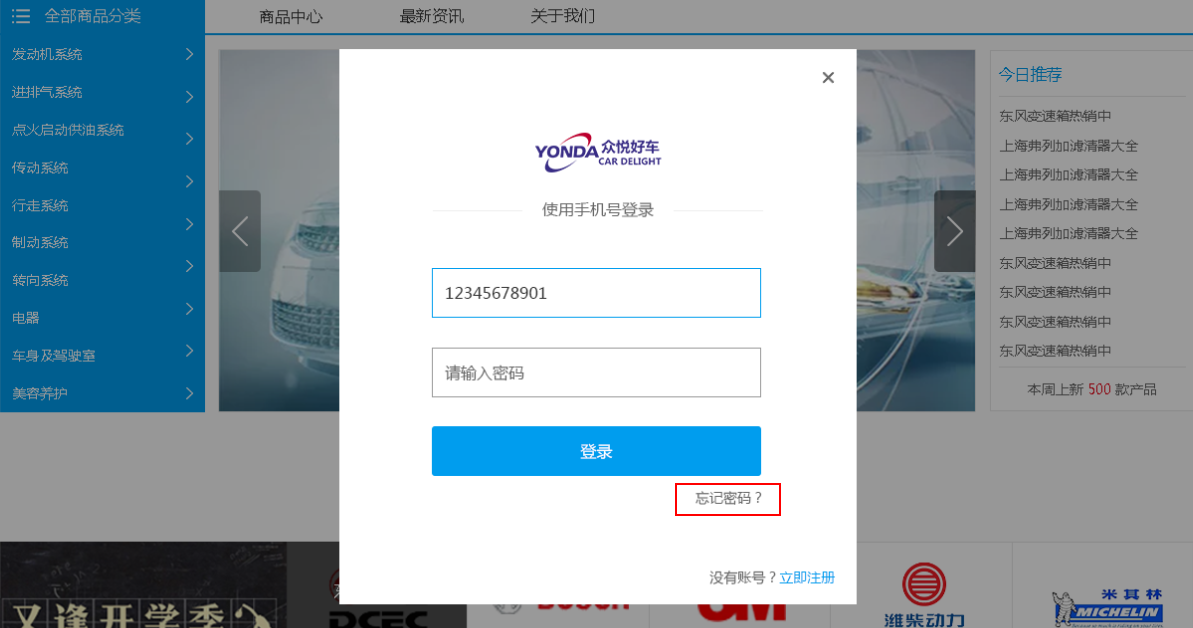 全部商品分类
商品中心
最新资讯
关于我们
发动机系统
进排气系统
点火启动供油系统
传动系统
行走系统
制动系统
转向系统
电器
车身及驾驶室
美容养护
YONDA 众悦好车
CAR DELIGHT
使用手机号登录
12345678901
请输入密码
登录
忘记密码？
没有账号？立即注册
今日推荐
东风变速箱热销中
上海弗列加滤清器大全
上海弗列加滤清器大全
上海弗列加滤清器大全
上海弗列加滤清器大全
东风变速箱热销中
东风变速箱热销中
东风变速箱热销中
东风变速箱热销中
本周上新 500 款产品
又逢开学季
DCEC
BOSCH
GM
潍柴动力
米其林
MICHELIN